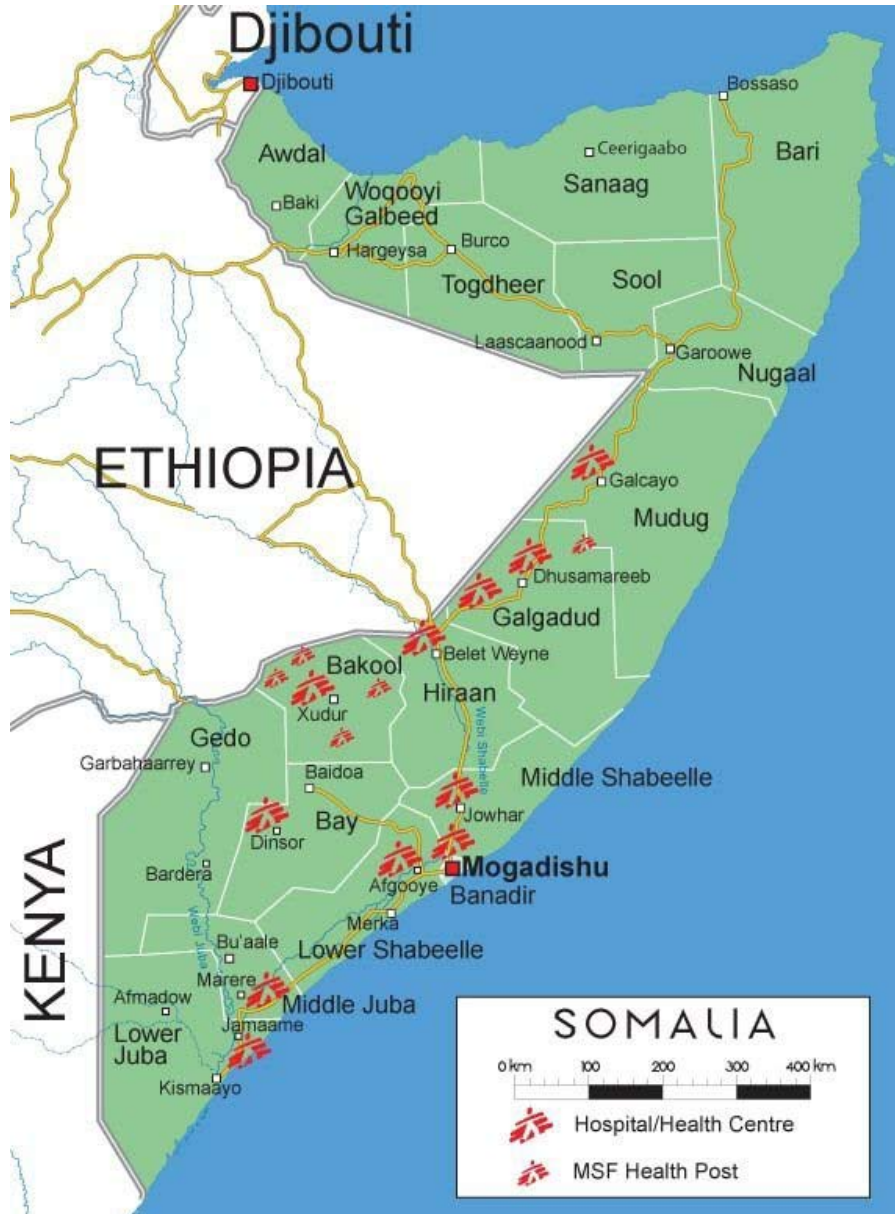 Djibouti
Djibouti
Bossaso
Awdal
Ceerigaabo
Bari
Sanaag
Woqooyi
Galbeed
Baki
Burco
Hargeysa
Togdheer
Sool
Laascaanood
Garoowe
Nugaal
ETHIOPIA
Galcayo
Mudug
Dhusamareeb
Galgadud
Belet Weyne
Bakool
Hiraan
Xudur
Webi Shabelle
Gedo
Garbahaarrey
Baidoa
Middle Shabeelle
Jowhar
Bay
Dinsor
KENYA
Bardera
Afgooye
Mogadishu
Banadir
Merka
Webi Juba
Bu'aale
Lower Shabeelle
Marere
Afmadow
Middle Juba
Jamaame
Lower
Juba
Kismaayo
SOMALIA
0 km 100 200 300 400 km
Hospital/Health Centre
MSF Health Post